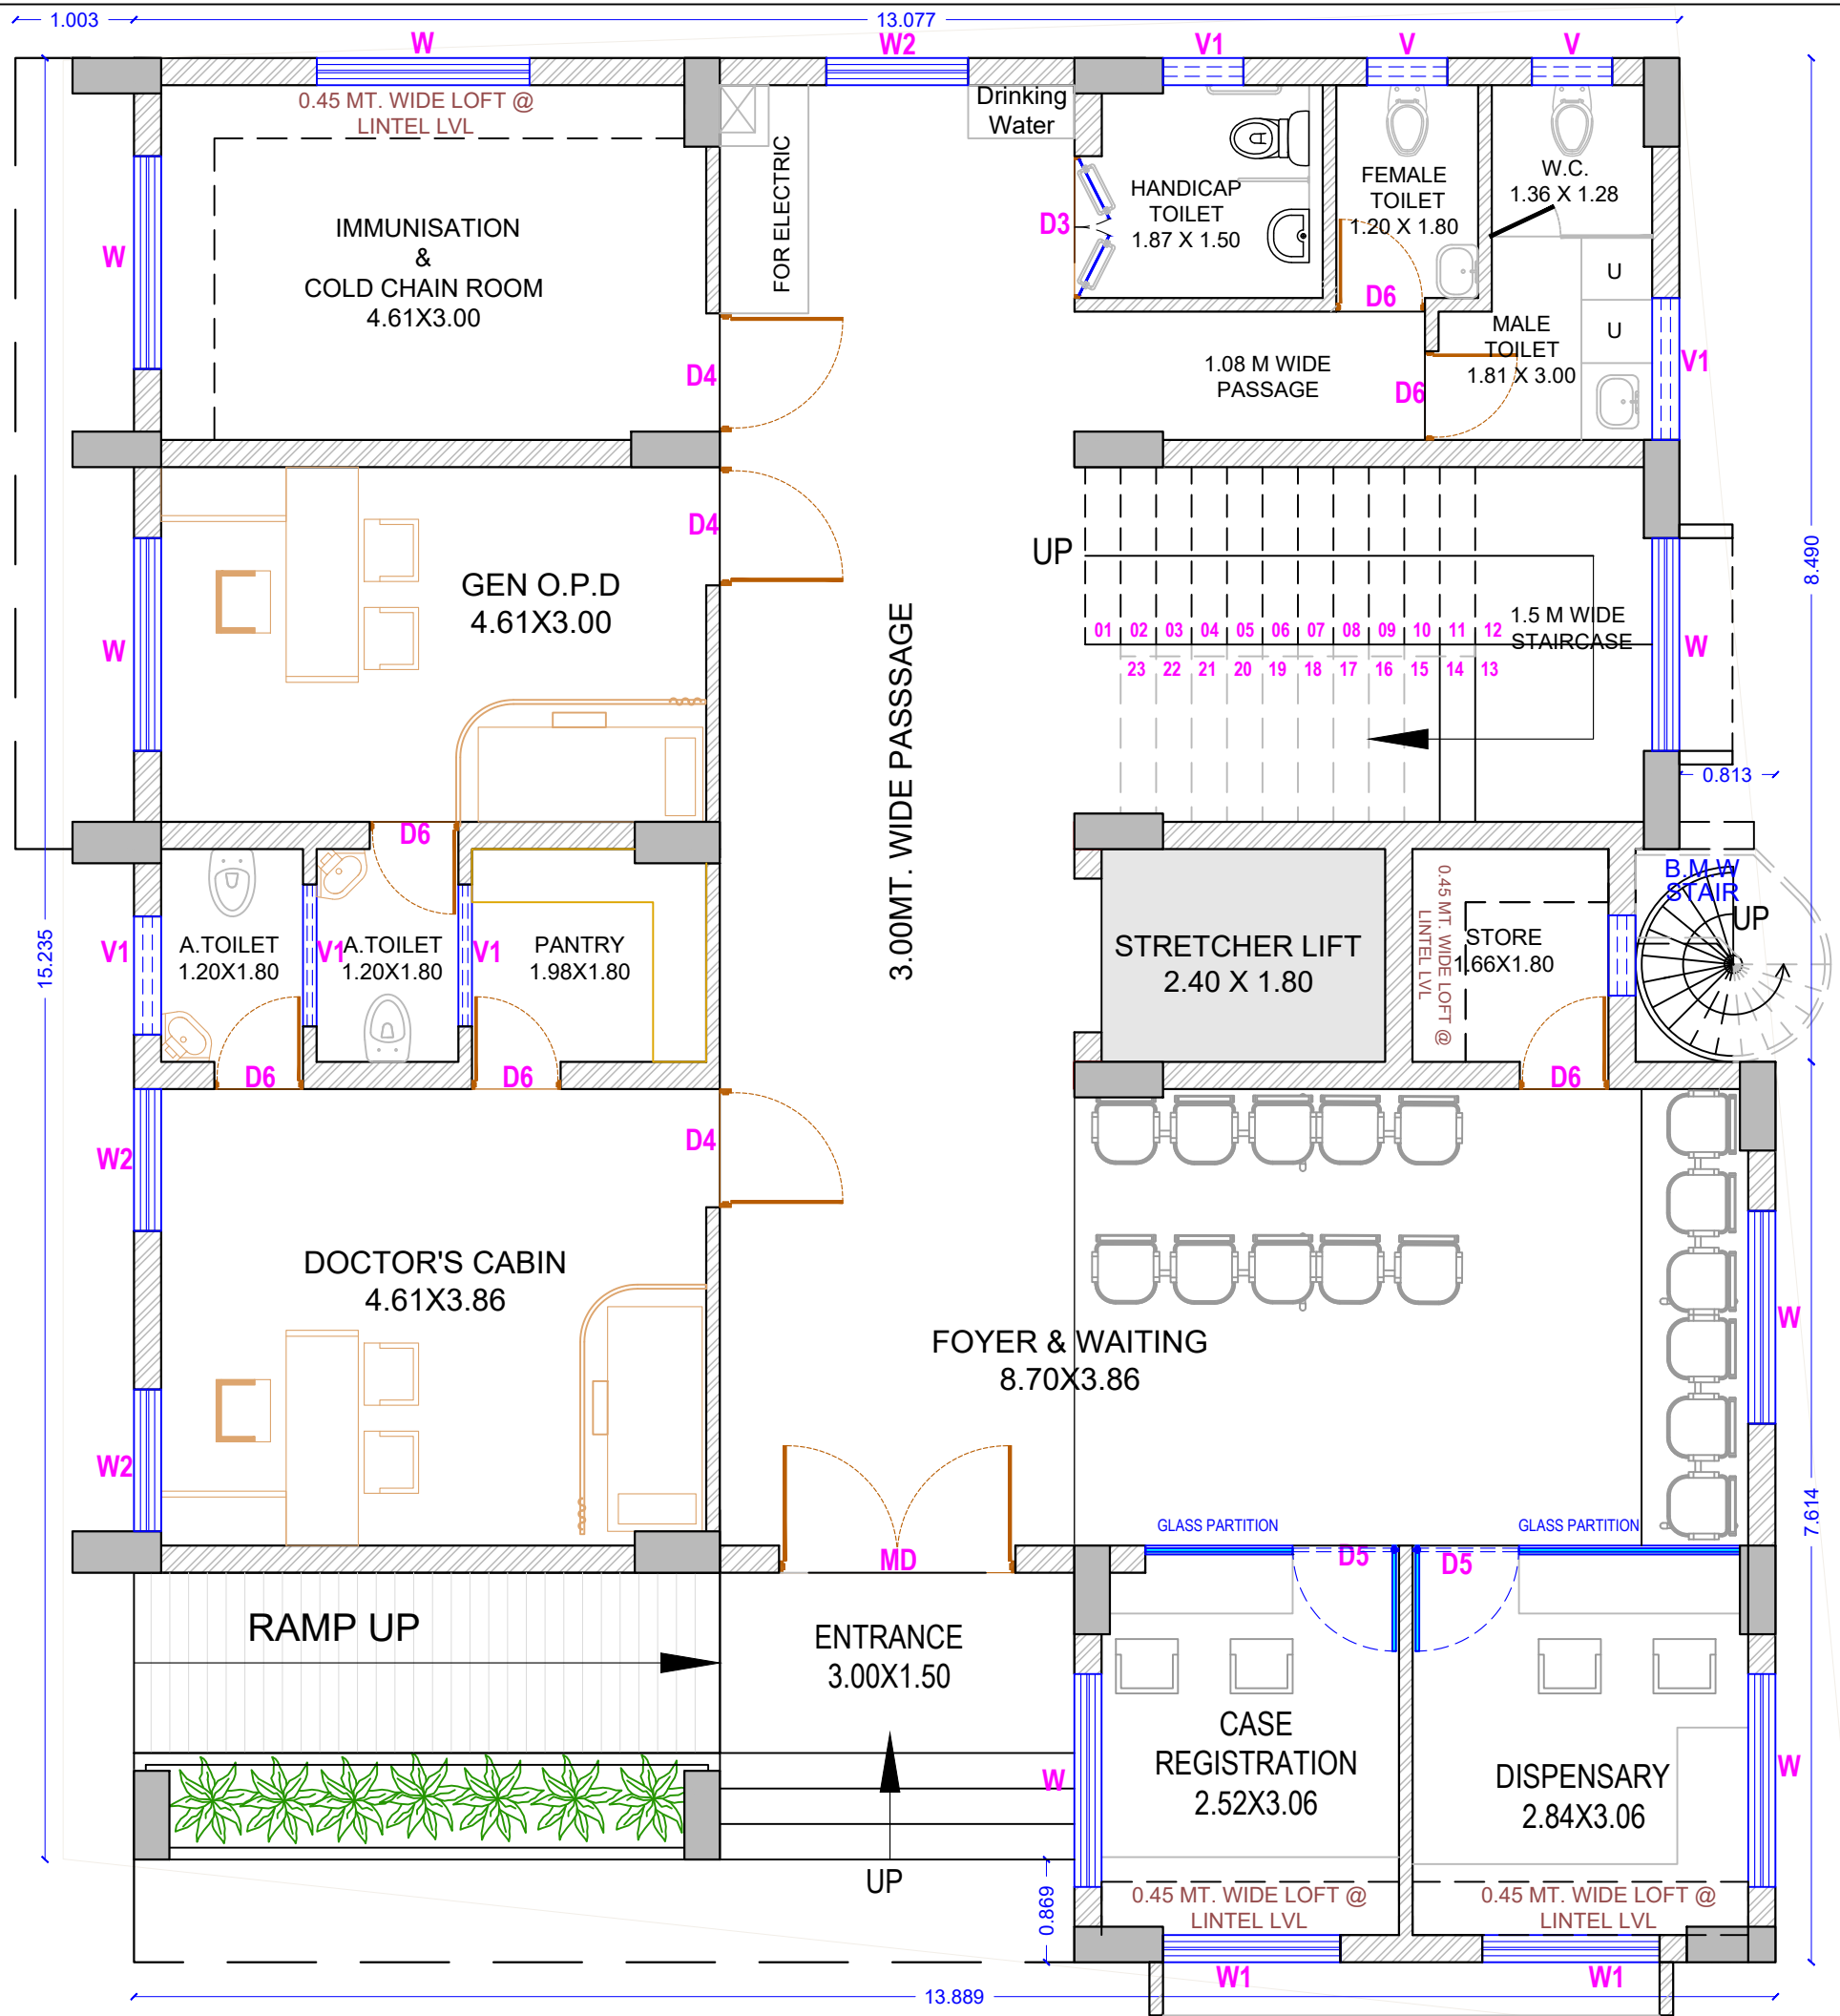 1.003
13.077
W
W2
V1
V
V
0.45 MT. WIDE LOFT @
LINTEL LVL
Drinking
Water
FOR ELECTRIC
HANDICAP
TOILET
1.87 X 1.50
FEMALE
TOILET
1.20 X 1.80
W.C.
1.36 X 1.28
D3
W
IMMUNISATION
&
COLD CHAIN ROOM
4.61X3.00
D6
U
U
MALE
TOILET
1.81 X 3.00
V1
D4
1.08 M WIDE
PASSAGE
D6
D4
UP
8.490
GEN O.P.D
4.61X3.00
W
3.00MT. WIDE PASSSAGE
1.5 M WIDE
STAIRCASE
W
01 02 03 04 05 06 07 08 09 10 11 12
23 22 21 20 19 18 17 16 15 14 13
0.813
D6
B.M.W
STAIR
UP
15.235
V1
A.TOILET
1.20X1.80
V1
A.TOILET
1.20X1.80
V1
PANTRY
1.98X1.80
STRETCHER LIFT
2.40 X 1.80
0.45 MT. WIDE LOFT @
LINTEL LVL
STORE
1.66X1.80
D6
D6
D6
W2
D4
DOCTOR'S CABIN
4.61X3.86
FOYER & WAITING
8.70X3.86
W
W2
7.614
GLASS PARTITION
GLASS PARTITION
MD
D5
D5
RAMP UP
ENTRANCE
3.00X1.50
CASE
REGISTRATION
2.52X3.06
DISPENSARY
2.84X3.06
W
W
UP
0.869
0.45 MT. WIDE LOFT @
LINTEL LVL
0.45 MT. WIDE LOFT @
LINTEL LVL
W1
W1
13.889